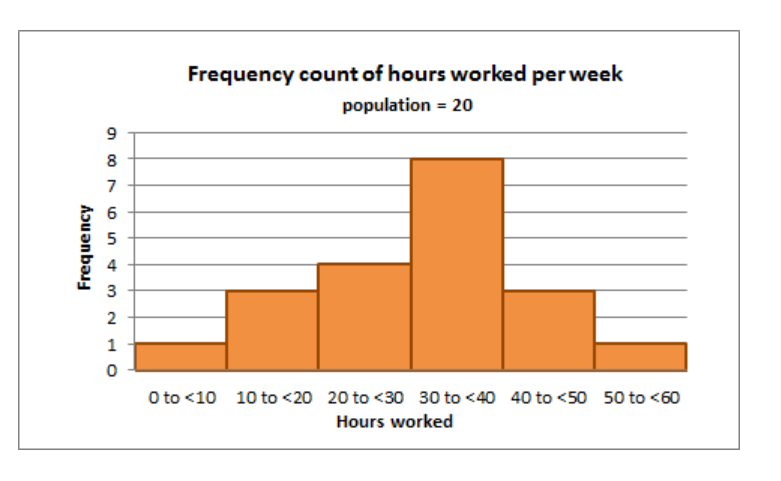 Frequency count of hours worked per week
population = 20
9
8
7
6
5
4
3
2
1
0
Frequency
0 to <10 10 to <20 20 to <30 30 to <40 40 to <50 50 to <60
Hours worked